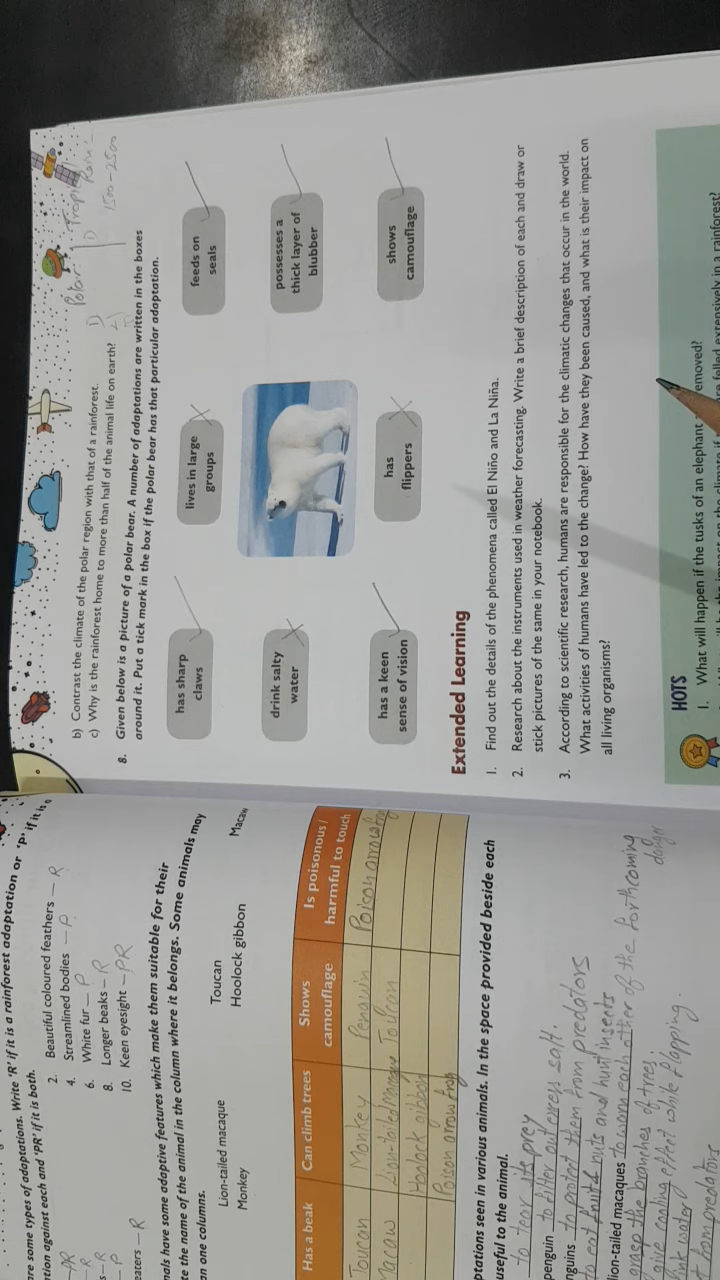 are some types of adaptations. Write 'R' if it is a rainforest adaptation or 'P' if it is
tion against each and 'PR' if it is both.
2. Beautiful coloured feathers — R
4. Streamlined bodies — P
6. White fur — P
8. Longer beaks — R
10. Keen eyesight — PR
eaters — R
nals have some adaptive features which make them suitable for their
te the name of the animal in the column where it belongs. Some animals may
an one columns.
Lion-tailed macaque Toucan Macaw
Monkey Hoolock gibbon
Has a beak Can climb trees Shows camouflage Is poisonous / harmful to touch
Toucan Monkey Penguin Poison arrow frog
Macaw Lion-tailed macaque Toucan
Hoolock gibbon
Poison arrow frog
ptations seen in various animals. In the space provided beside each
useful to the animal.
to tear its prey
penguin to filter out excess salt.
guins to protect them from predators
to eat fruits nuts and hunt insects
lion-tailed macaques to warn each other of the forthcoming
danger
grasp the branches of trees.
give cooling effect while flapping.
water
from predators
b) Contrast the climate of the polar region with that of a rainforest.
c) Why is the rainforest home to more than half of the animal life on earth?
Polar Tropical
1) 1)
1500-2500
8. Given below is a picture of a polar bear. A number of adaptations are written in the boxes
around it. Put a tick mark in the box if the polar bear has that particular adaptation.
has sharp
claws
lives in large
groups
feeds on
seals
drink salty
water
possesses a
thick layer of
blubber
has a keen
sense of vision
has
flippers
shows
camouflage
Extended Learning
1. Find out the details of the phenomena called El Niño and La Niña.
2. Research about the instruments used in weather forecasting. Write a brief description of each and draw or
stick pictures of the same in your notebook.
3. According to scientific research, humans are responsible for the climatic changes that occur in the world.
What activities of humans have led to the change? How have they been caused, and what is their impact on
all living organisms?
HOTS
1. What will happen if the tusks of an elephant emoved?
felled extensively in a rainforest?